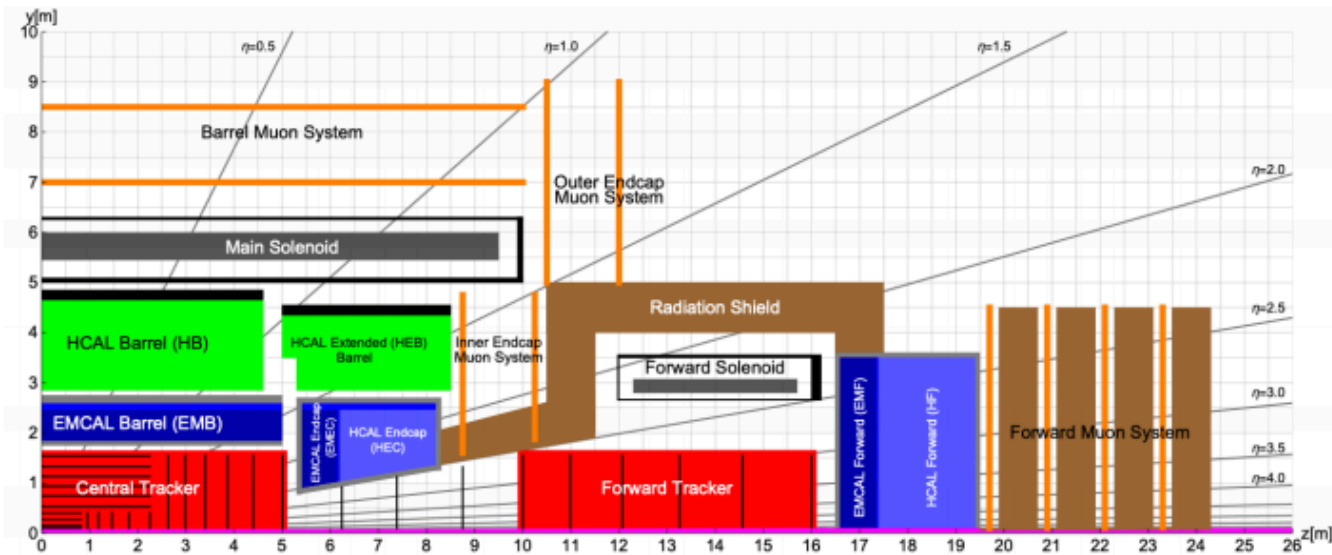 y[m]
10
η=0.5
η=1.0
η=1.5
9
8
Barrel Muon System
7
Outer Endcap
Muon System
η=2.0
6
Main Solenoid
5
Radiation Shield
η=2.5
4
HCAL Barrel (HB)
HCAL Extended (HEB)
Barrel
Inner Endcap
Muon System
Forward Solenoid
3
η=3.0
EMCAL Barrel (EMB)
EMCAL Endcap
(EMEC)
HCAL Endcap
(HEC)
EMCAL Forward (EMF)
HCAL Forward (HF)
Forward Muon System
2
η=3.5
1
Central Tracker
Forward Tracker
η=4.0
0
0 1 2 3 4 5 6 7 8 9 10 11 12 13 14 15 16 17 18 19 20 21 22 23 24 25 26 z[m]